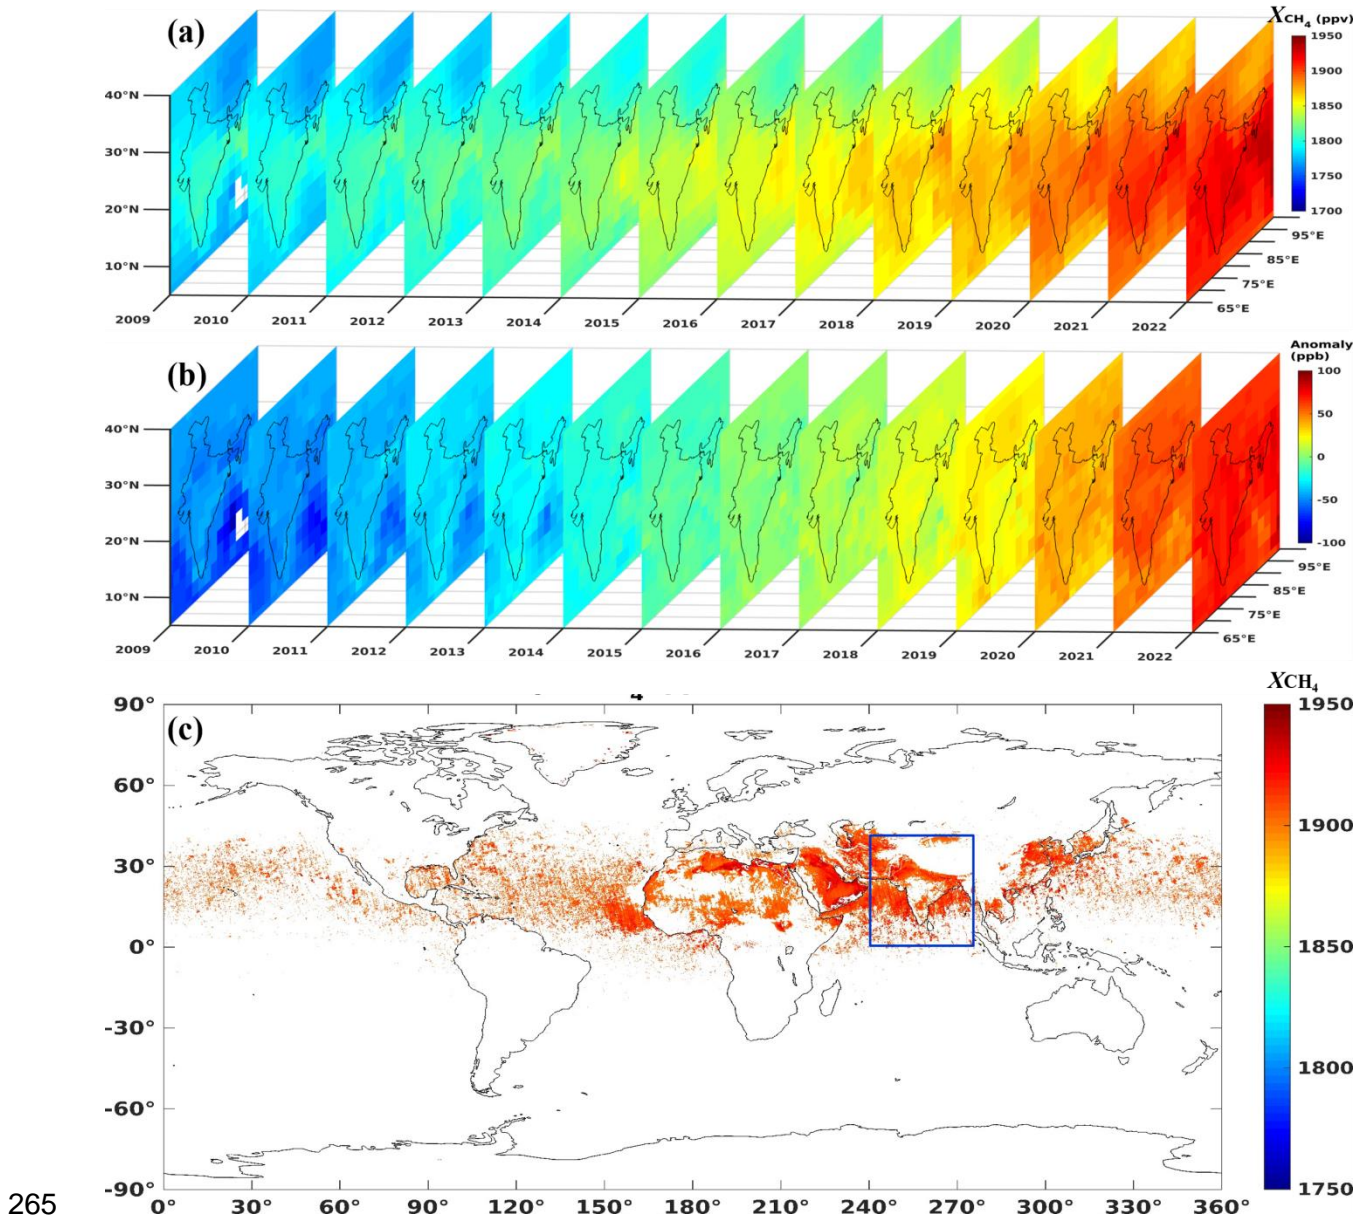 (a)
XCH₄ (ppv)
1950
1900
1850
1800
1750
1700
40°N
30°N
20°N
10°N
95°E
85°E
75°E
65°E
2009 2010 2011 2012 2013 2014 2015 2016 2017 2018 2019 2020 2021 2022
(b)
Anomaly
(ppb)
100
50
0
-50
-100
40°N
30°N
20°N
10°N
95°E
85°E
75°E
65°E
2009 2010 2011 2012 2013 2014 2015 2016 2017 2018 2019 2020 2021 2022
(c)
XCH₄
1950
1900
1850
1800
1750
90°
60°
30°
0°
-30°
-60°
-90°
0° 30° 60° 90° 120° 150° 180° 210° 240° 270° 300° 330° 360°
265